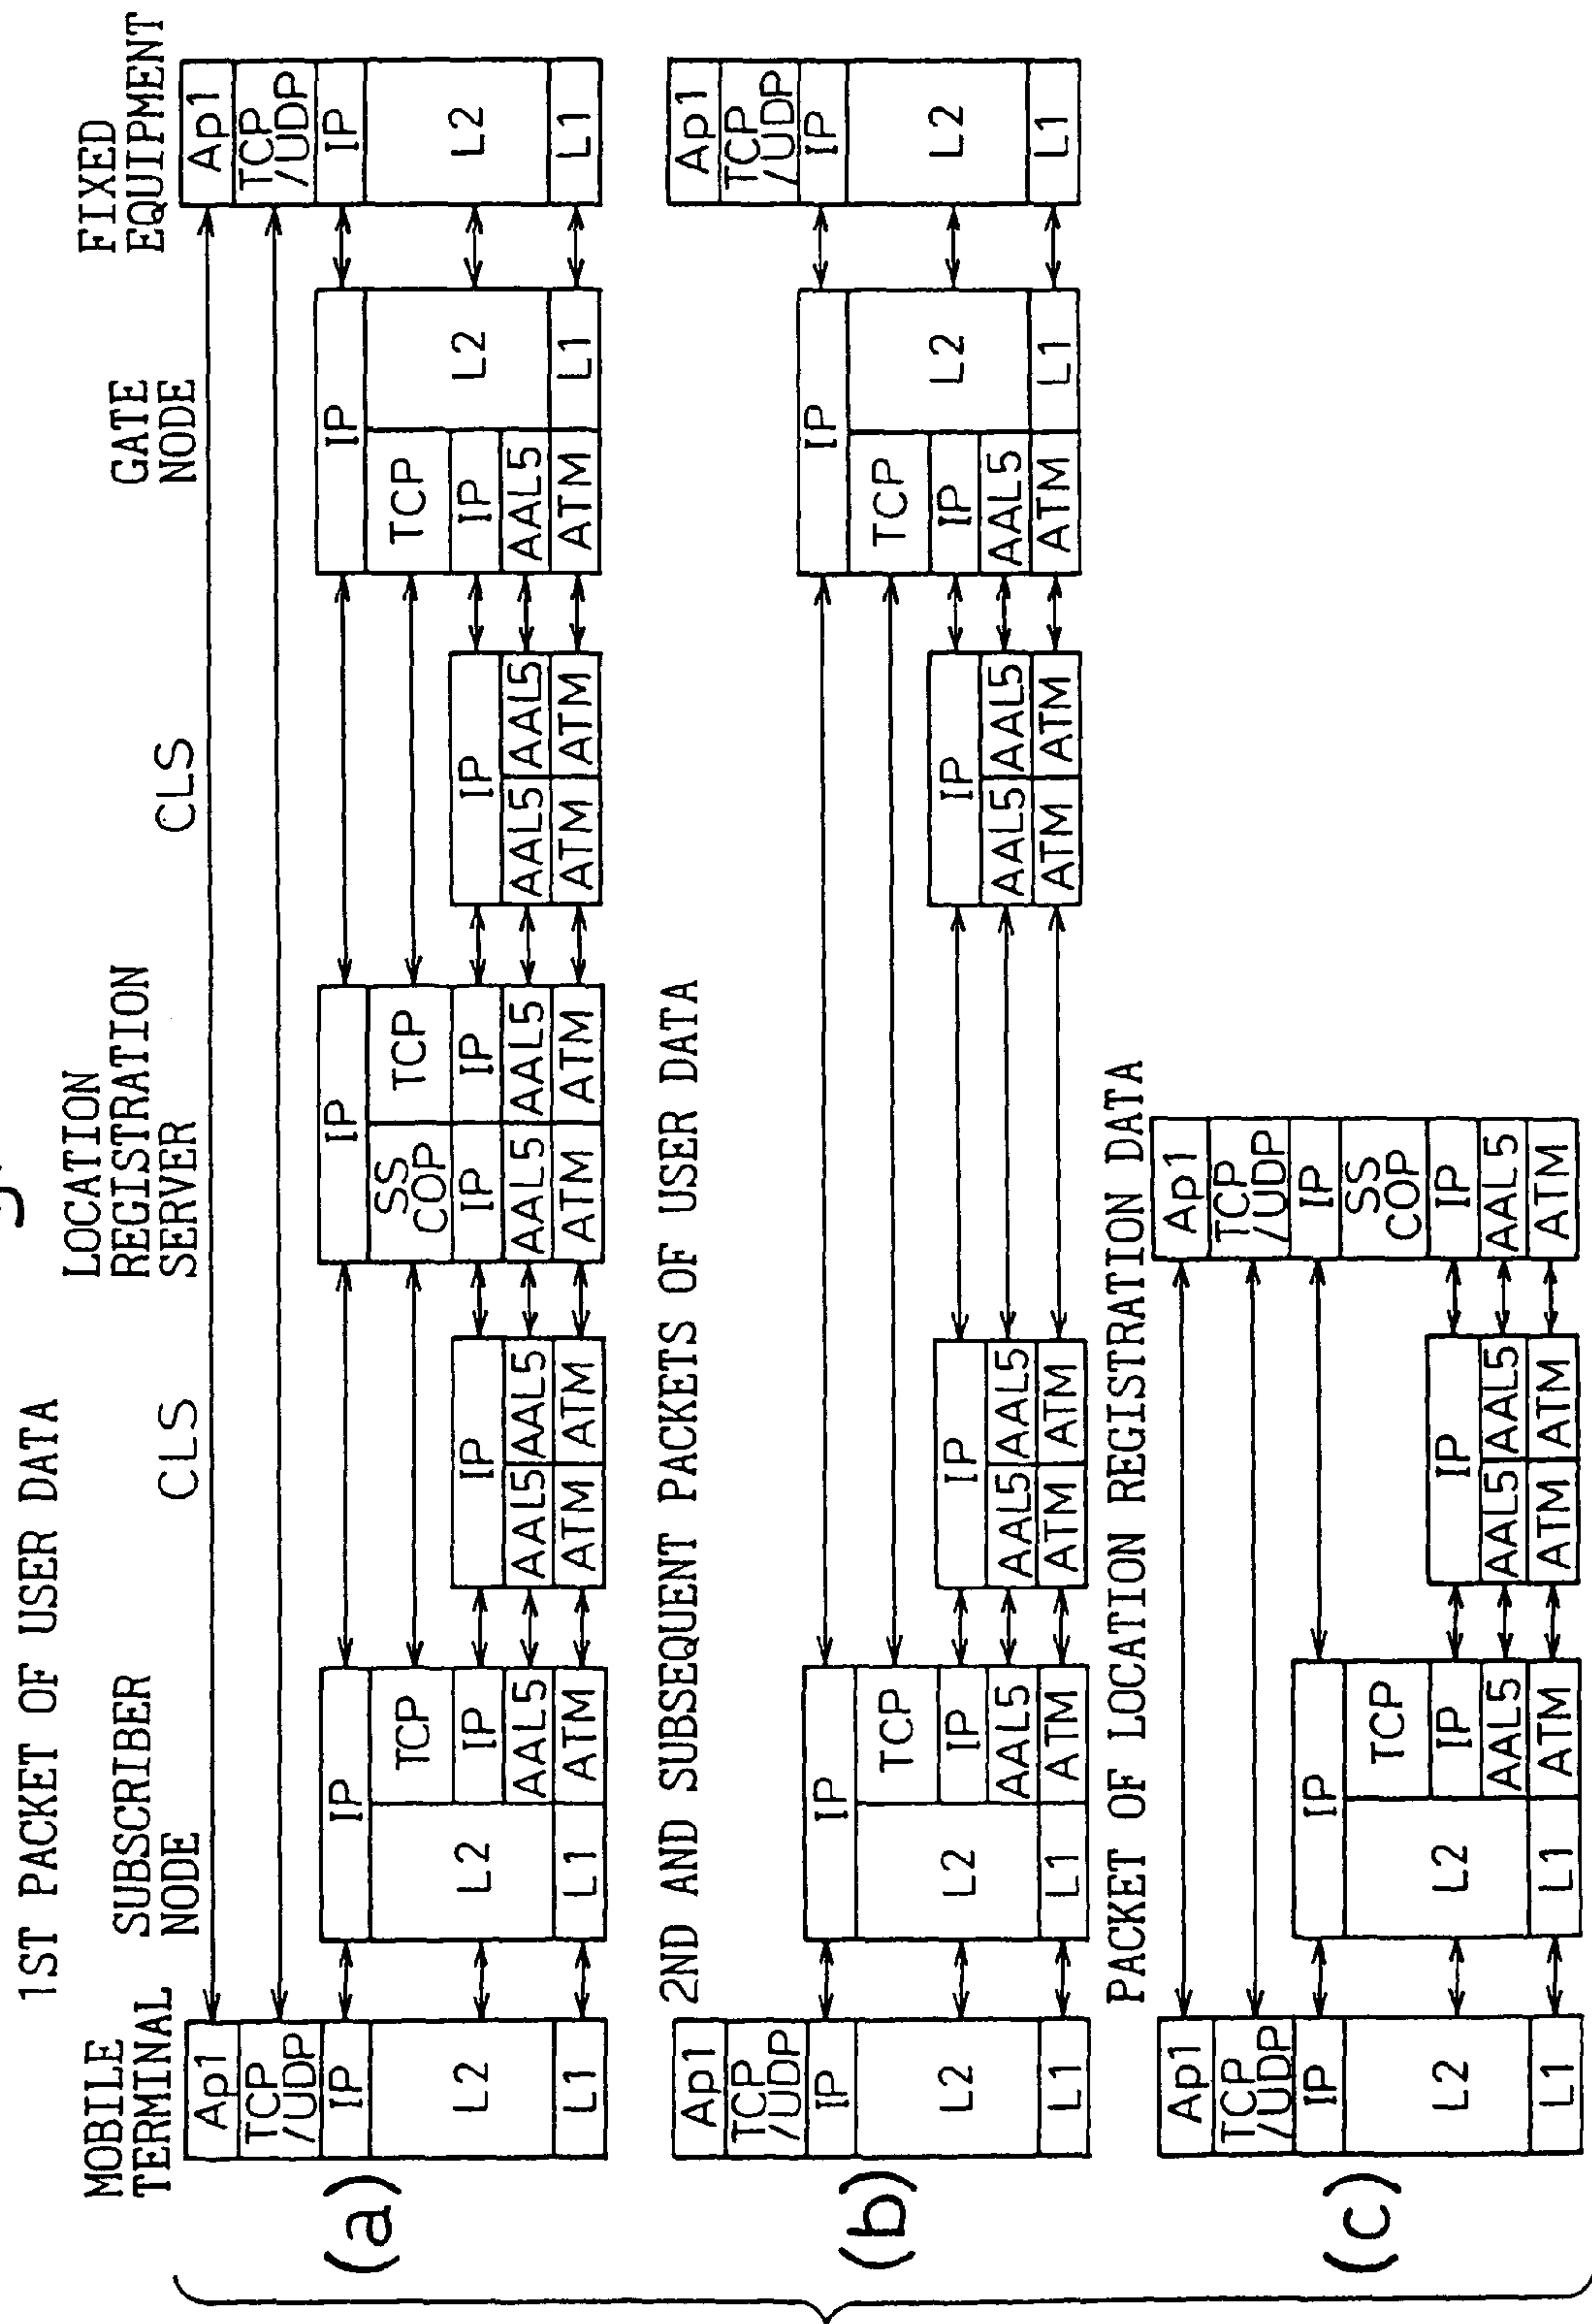 1ST PACKET OF USER DATA
MOBILE
TERMINAL
SUBSCRIBER
NODE
CLS
LOCATION
REGISTRATION
SERVER
CLS
GATE
NODE
FIXED
EQUIPMENT
(a)
Ap1
TCP
/UDP
IP
L2
L1
IP
L2
L1
TCP
IP
AAL5
ATM
IP
AAL5 AAL5
ATM ATM
IP
SS
COP
TCP
IP IP
AAL5 AAL5
ATM ATM
IP
AAL5 AAL5
ATM ATM
IP
TCP
IP
AAL5
ATM
L2
L1
Ap1
TCP
/UDP
IP
L2
L1
2ND AND SUBSEQUENT PACKETS OF USER DATA
(b)
Ap1
TCP
/UDP
IP
L2
L1
IP
L2
L1
TCP
IP
AAL5
ATM
IP
AAL5 AAL5
ATM ATM
IP
AAL5 AAL5
ATM ATM
IP
TCP
IP
AAL5
ATM
L2
L1
Ap1
TCP
/UDP
IP
L2
L1
PACKET OF LOCATION REGISTRATION DATA
(c)
Ap1
TCP
/UDP
IP
L2
L1
IP
L2
L1
TCP
IP
AAL5
ATM
IP
AAL5 AAL5
ATM ATM
Ap1
TCP
/UDP
IP
SS
COP
IP
AAL5
ATM